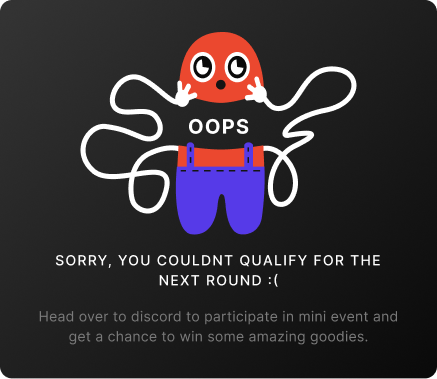 OOPS
SORRY, YOU COULDNT QUALIFY FOR THE
NEXT ROUND :(
Head over to discord to participate in mini event and
get a chance to win some amazing goodies.